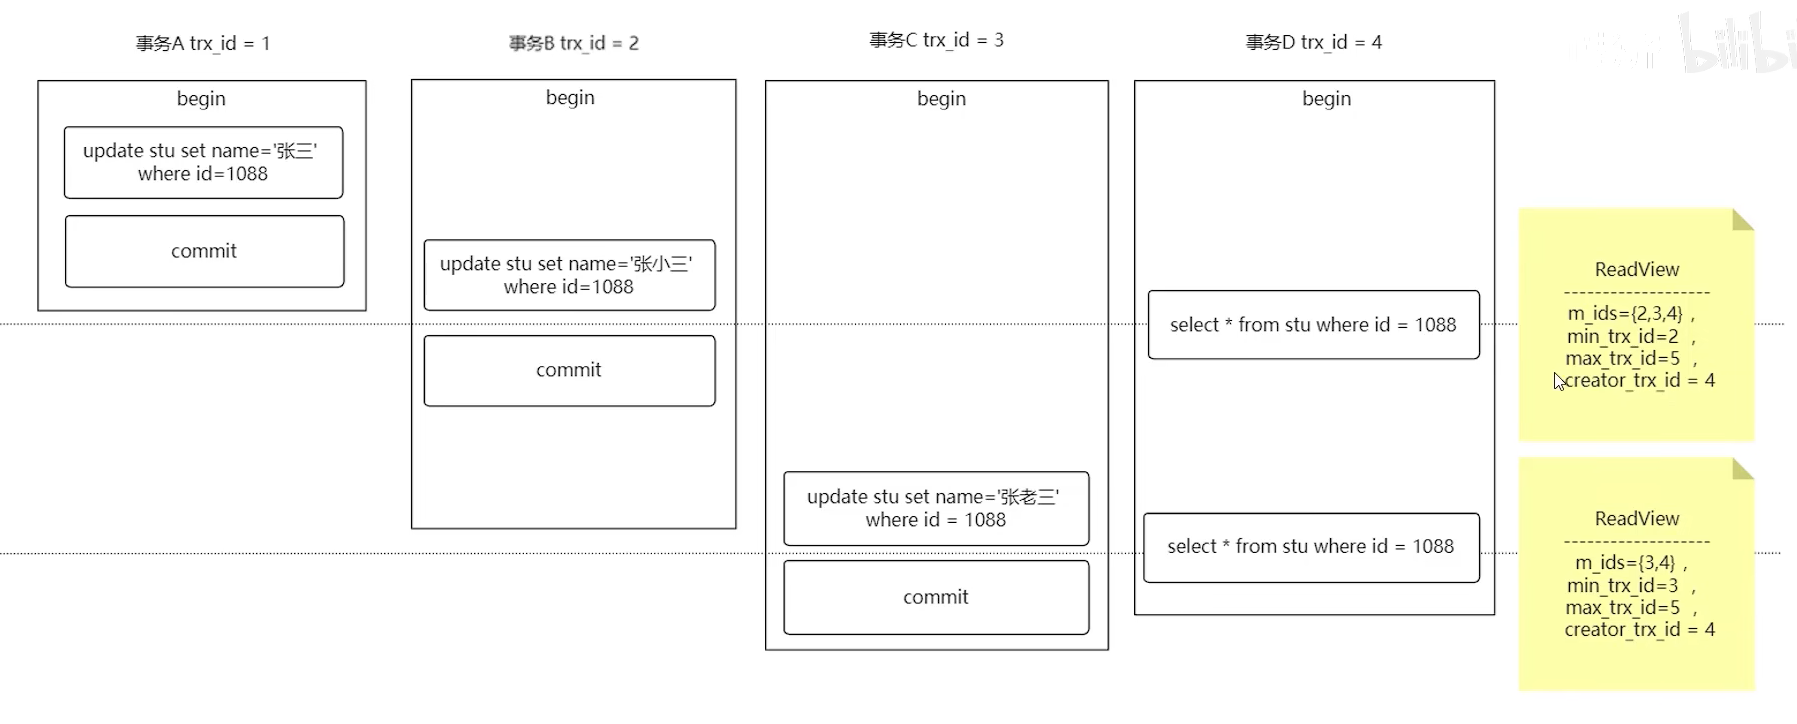 事务A trx_id = 1
begin
update stu set name='张三'
where id=1088
commit
事务B trx_id = 2
begin
update stu set name='张小三'
where id=1088
commit
事务C trx_id = 3
begin
update stu set name='张老三'
where id = 1088
commit
事务D trx_id = 4
begin
select * from stu where id = 1088
select * from stu where id = 1088
ReadView
-------------------
m_ids={2,3,4} ,
min_trx_id=2 ,
max_trx_id=5 ,
creator_trx_id = 4
ReadView
-------------------
m_ids={3,4} ,
min_trx_id=3 ,
max_trx_id=5 ,
creator_trx_id = 4
bilibi